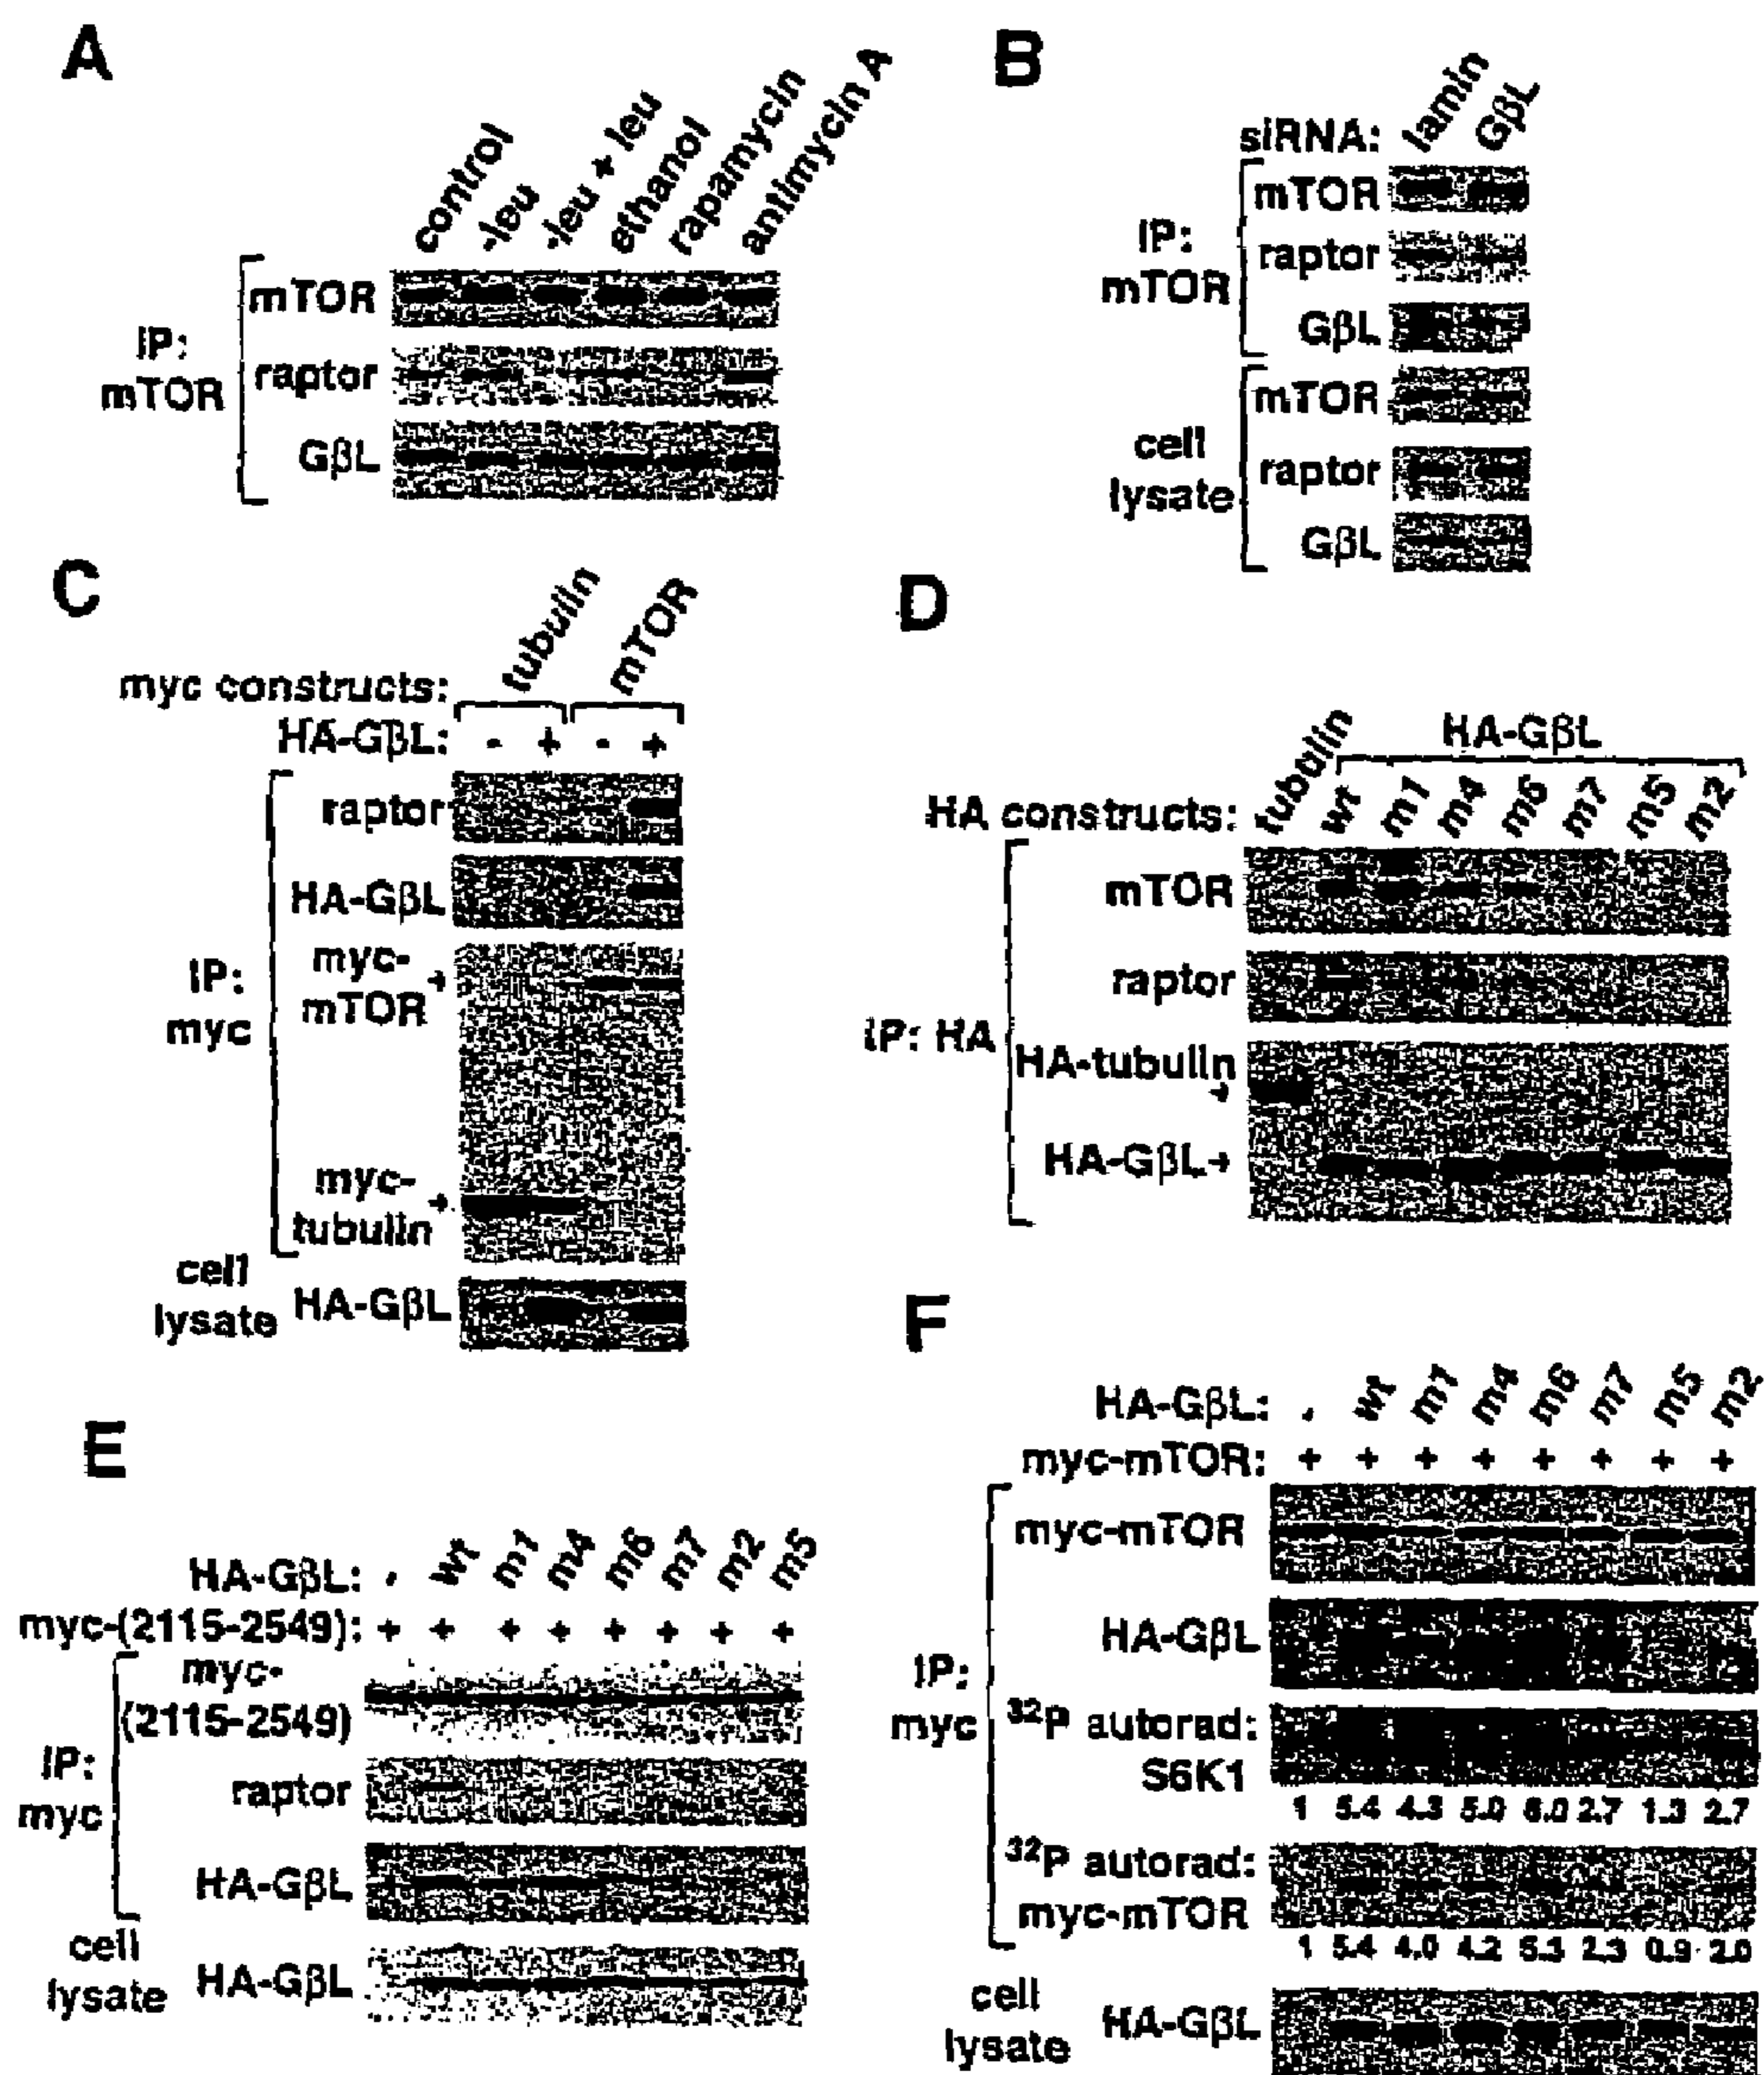 A
control
-leu
-leu + leu
ethanol
rapamycin
antimycin A
IP:
mTOR
mTOR
raptor
GβL
B
siRNA:
lamin
GβL
IP:
mTOR
mTOR
raptor
GβL
cell
lysate
mTOR
raptor
GβL
C
myc constructs:
tubulin
mTOR
HA-GβL: - + - +
IP:
myc
raptor
HA-GβL
myc-
mTOR
myc-
tubulin
cell
lysate
HA-GβL
D
HA constructs:
tubulin
HA-GβL
wt m1 m4 m6 m7 m5 m2
IP: HA
mTOR
raptor
HA-tubulin
HA-GβL
E
HA-GβL: - wt m1 m4 m6 m7 m2 m5
myc-(2115-2549): + + + + + + + +
IP:
myc
myc-
(2115-2549)
raptor
HA-GβL
cell
lysate
HA-GβL
F
HA-GβL: - wt m1 m4 m6 m7 m5 m2
myc-mTOR: + + + + + + + +
IP:
myc
myc-mTOR
HA-GβL
32P autorad:
S6K1
1 5.4 4.3 5.0 6.0 2.7 1.3 2.7
32P autorad:
myc-mTOR
1 5.4 4.0 4.2 5.3 2.3 0.9 2.0
cell
lysate
HA-GβL